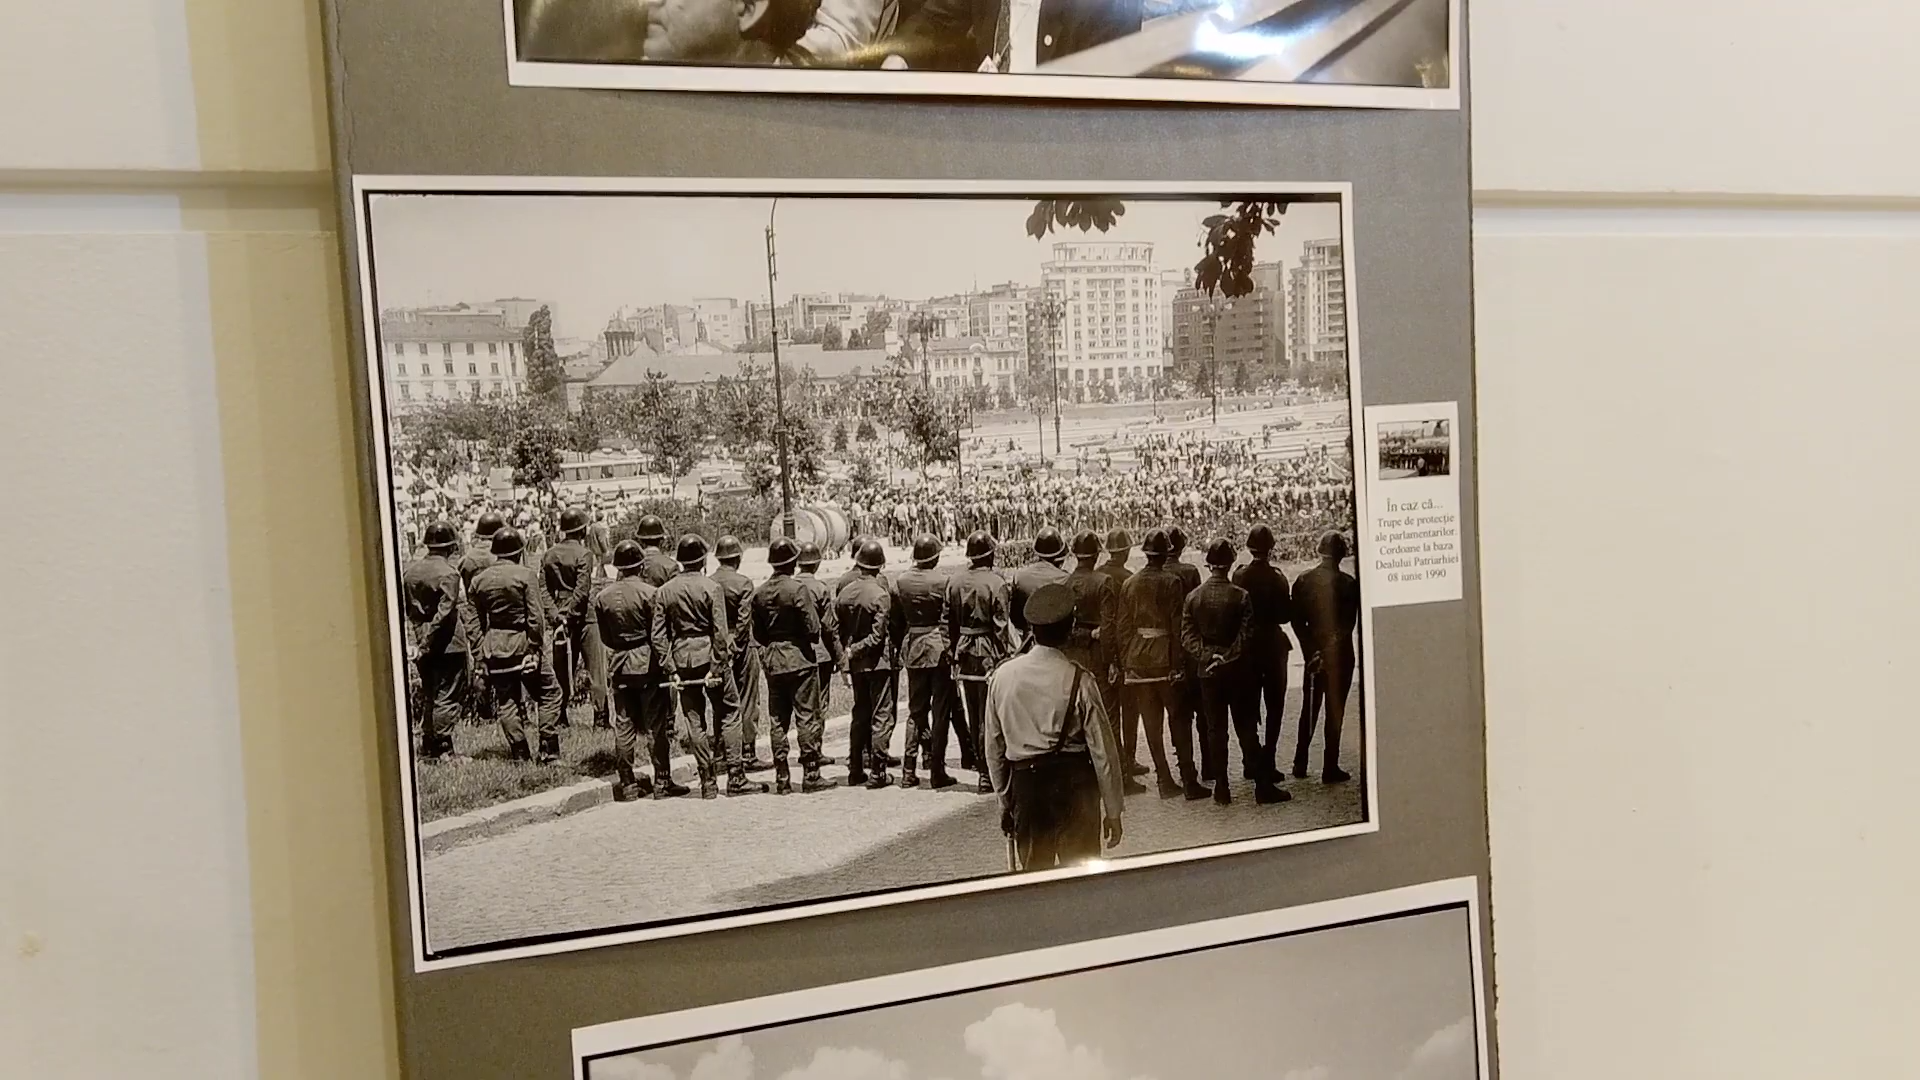 În caz că...
Trupe de protecție
ale parlamentarilor.
Cordoane la baza
Dealului Patriarhiei
08 iunie 1990